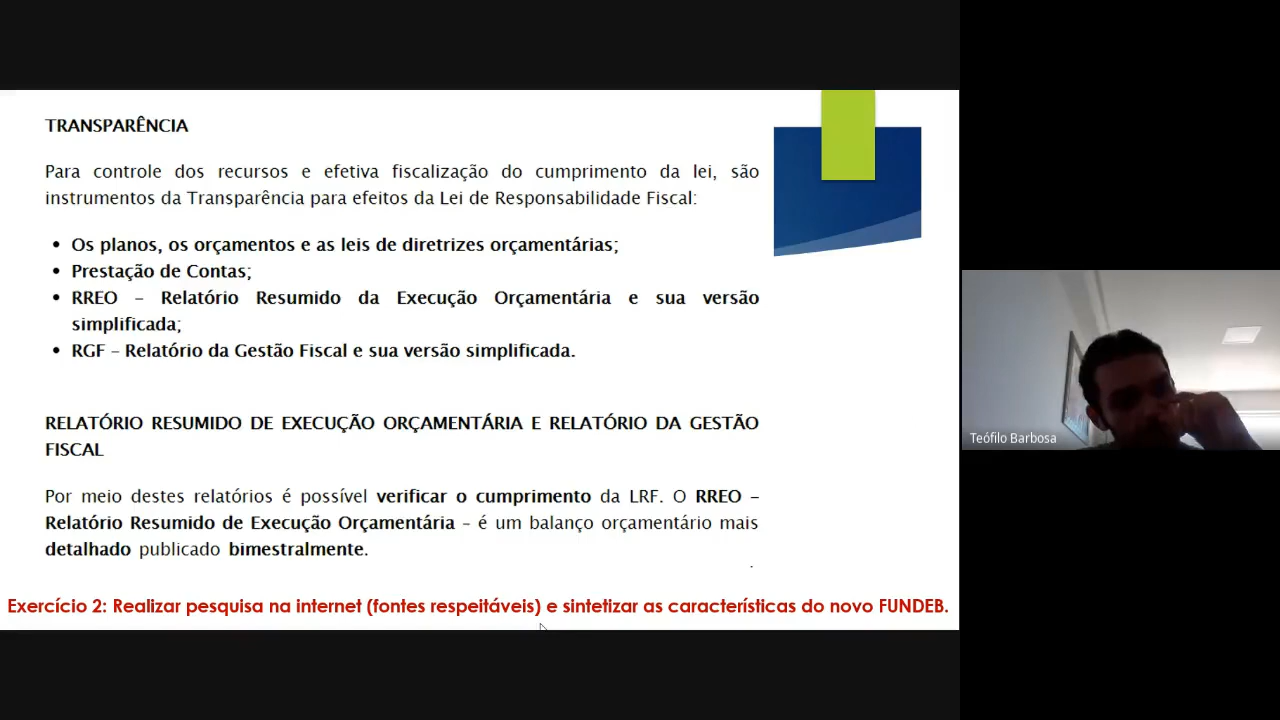 TRANSPARÊNCIA
Para controle dos recursos e efetiva fiscalização do cumprimento da lei, são
instrumentos da Transparência para efeitos da Lei de Responsabilidade Fiscal:
• Os planos, os orçamentos e as leis de diretrizes orçamentárias;
• Prestação de Contas;
• RREO – Relatório Resumido da Execução Orçamentária e sua versão
simplificada;
• RGF – Relatório da Gestão Fiscal e sua versão simplificada.
RELATÓRIO RESUMIDO DE EXECUÇÃO ORÇAMENTÁRIA E RELATÓRIO DA GESTÃO
FISCAL
Por meio destes relatórios é possível verificar o cumprimento da LRF. O RREO –
Relatório Resumido de Execução Orçamentária – é um balanço orçamentário mais
detalhado publicado bimestralmente.
Exercício 2: Realizar pesquisa na internet (fontes respeitáveis) e sintetizar as características do novo FUNDEB.
Teófilo Barbosa